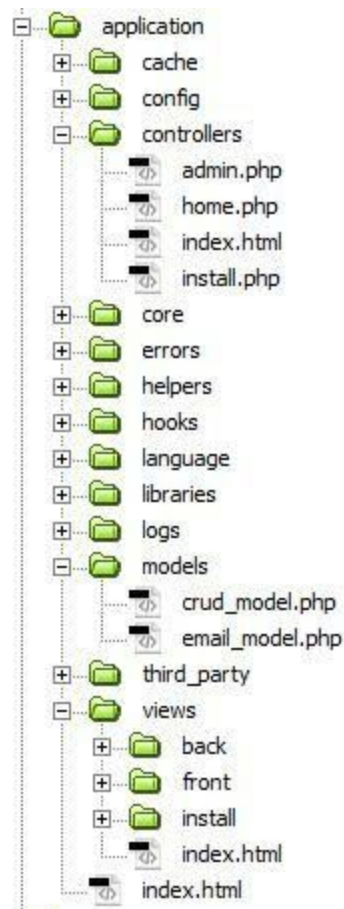 application
cache
config
controllers
admin.php
home.php
index.html
install.php
core
errors
helpers
hooks
language
libraries
logs
models
crud_model.php
email_model.php
third_party
views
back
front
install
index.html
index.html